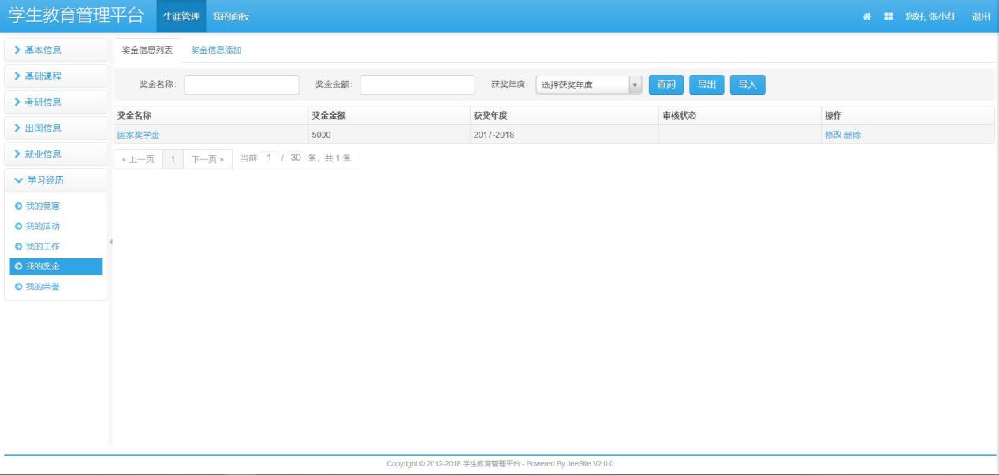 学生教育管理平台 生涯管理 我的面板 您好, 张小红 退出
基本信息
基础课程
考研信息
出国信息
就业信息
学习经历
我的竞赛
我的活动
我的工作
我的奖金
我的荣誉
奖金信息列表 奖金信息添加
奖金名称： 奖金金额： 获奖年度： 选择获奖年度 查询 导出 导入
奖金名称 奖金金额 获奖年度 审核状态 操作
国家奖学金 5000 2017-2018 修改 删除
« 上一页 1 下一页 » 当前 1 / 30 条，共 1 条
Copyright © 2012-2018 学生教育管理平台 - Powered By JeeSite V2.0.0